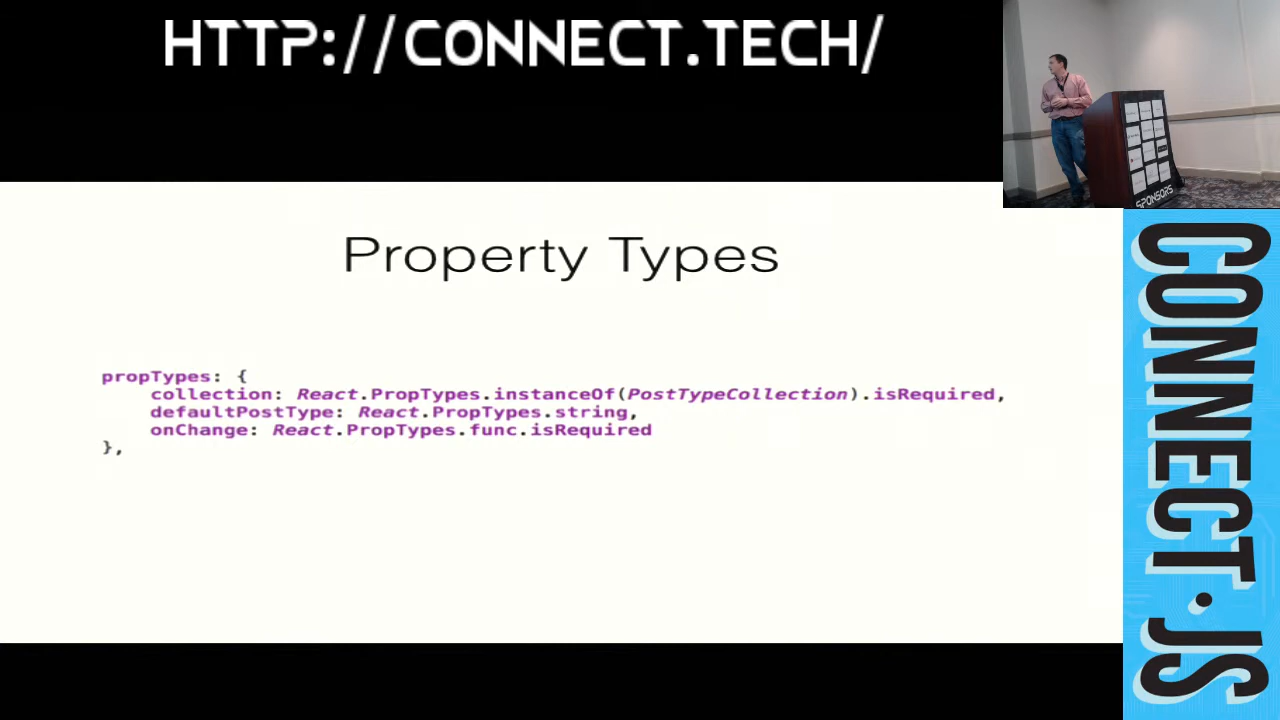 HTTP://CONNECT.TECH/
SPONSORS
Property Types
propTypes: {
collection: React.PropTypes.instanceOf(PostTypeCollection).isRequired,
defaultPostType: React.PropTypes.string,
onChange: React.PropTypes.func.isRequired
},
CONNECT.JS